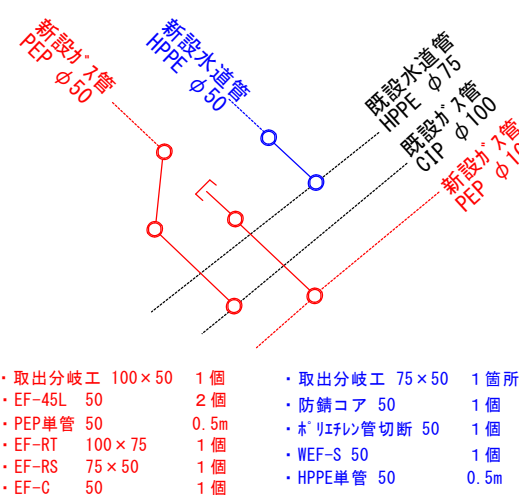 新設ｶﾞｽ管
PEP φ50
新設水道管
HPPE φ50
既設水道管
HPPE φ75
既設ｶﾞｽ管
CIP φ100
新設ｶﾞｽ管
PEP
・取出分岐工 100×50 1個
・EF-45L 50 2個
・PEP単管 50 0.5m
・EF-RT 100×75 1個
・EF-RS 75×50 1個
・EF-C 50 1個
・取出分岐工 75×50 1箇所
・防錆コア 50 1個
・ﾎﾟﾘｴﾁﾚﾝ管切断 50 1個
・WEF-S 50 1個
・HPPE単管 50 0.5m